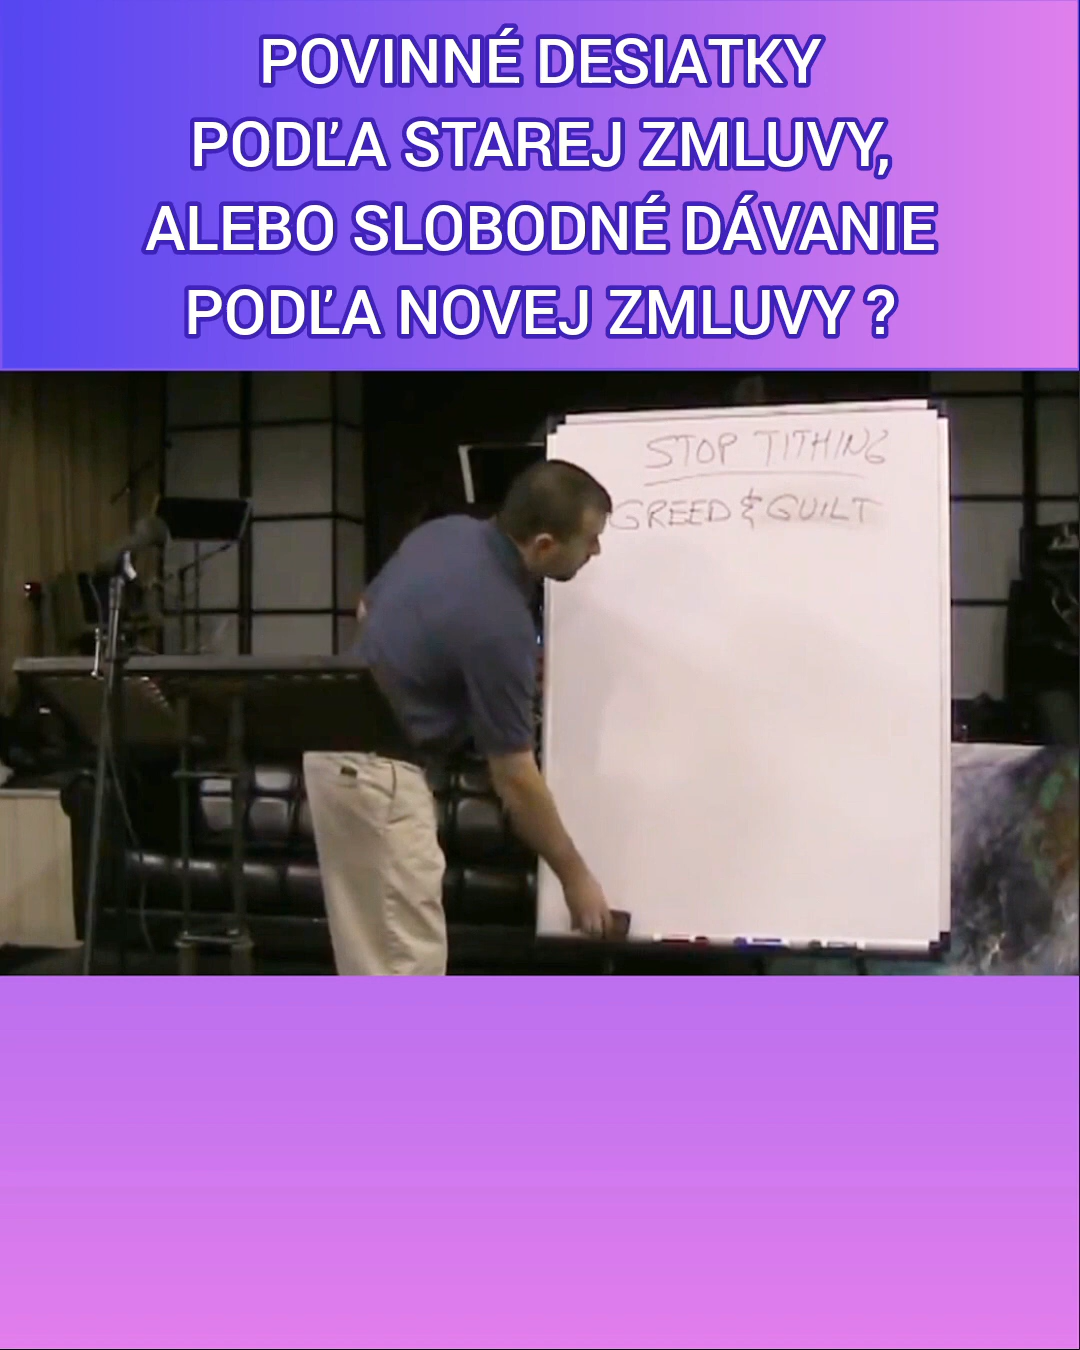 POVINNÉ DESIATKY
PODĽA STAREJ ZMLUVY,
ALEBO SLOBODNÉ DÁVANIE
PODĽA NOVEJ ZMLUVY ?
STOP TITHING
GREED & GUILT